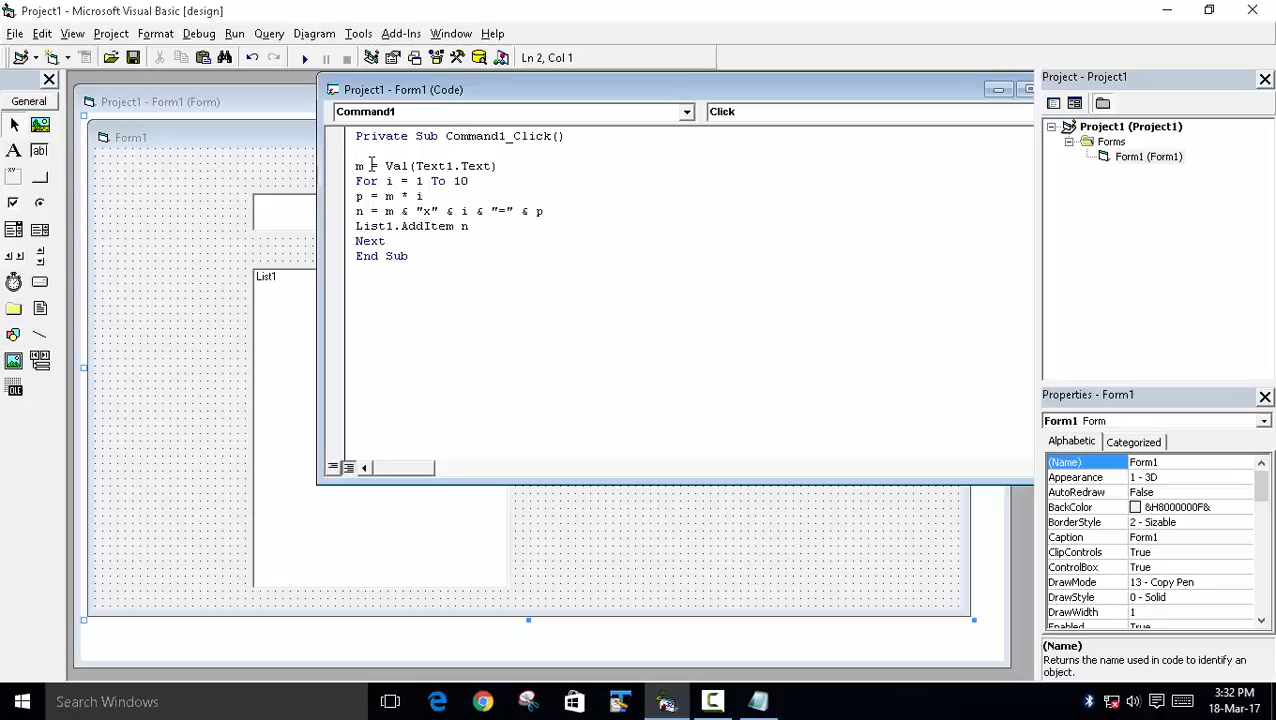 Project1 - Microsoft Visual Basic [design]
File Edit View Project Format Debug Run Query Diagram Tools Add-Ins Window Help
Ln 2, Col 1
General
Project1 - Form1 (Form)
Form1
List1
Project1 - Form1 (Code)
Command1
Click
Private Sub Command1_Click()
m = Val(Text1.Text)
For i = 1 To 10
p = m * i
n = m & "x" & i & "=" & p
List1.AddItem n
Next
End Sub
Project - Project1
Project1 (Project1)
Forms
Form1 (Form1)
Properties - Form1
Form1 Form
Alphabetic Categorized
(Name) Form1
Appearance 1 - 3D
AutoRedraw False
BackColor &H8000000F&
BorderStyle 2 - Sizable
Caption Form1
ClipControls True
ControlBox True
DrawMode 13 - Copy Pen
DrawStyle 0 - Solid
DrawWidth 1
Enabled True
(Name)
Returns the name used in code to identify an
object.
Search Windows
3:32 PM
18-Mar-17